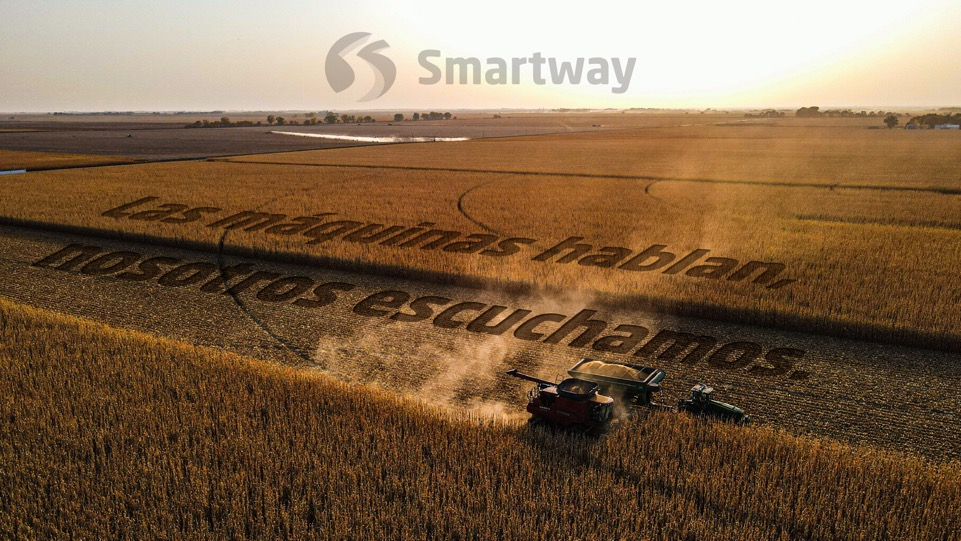 Smartway
Las máquinas hablan,
nosotros escuchamos.